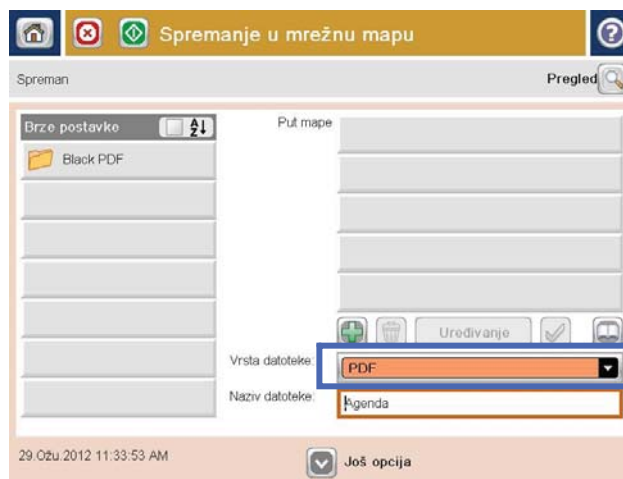 Spremanje u mrežnu mapu
Spreman
Pregled
Brze postavke
Put mape
Black PDF
Uređivanje
Vrsta datoteke:
PDF
Naziv datoteke:
Agenda
29.Ožu.2012 11:33:53 AM
Još opcija